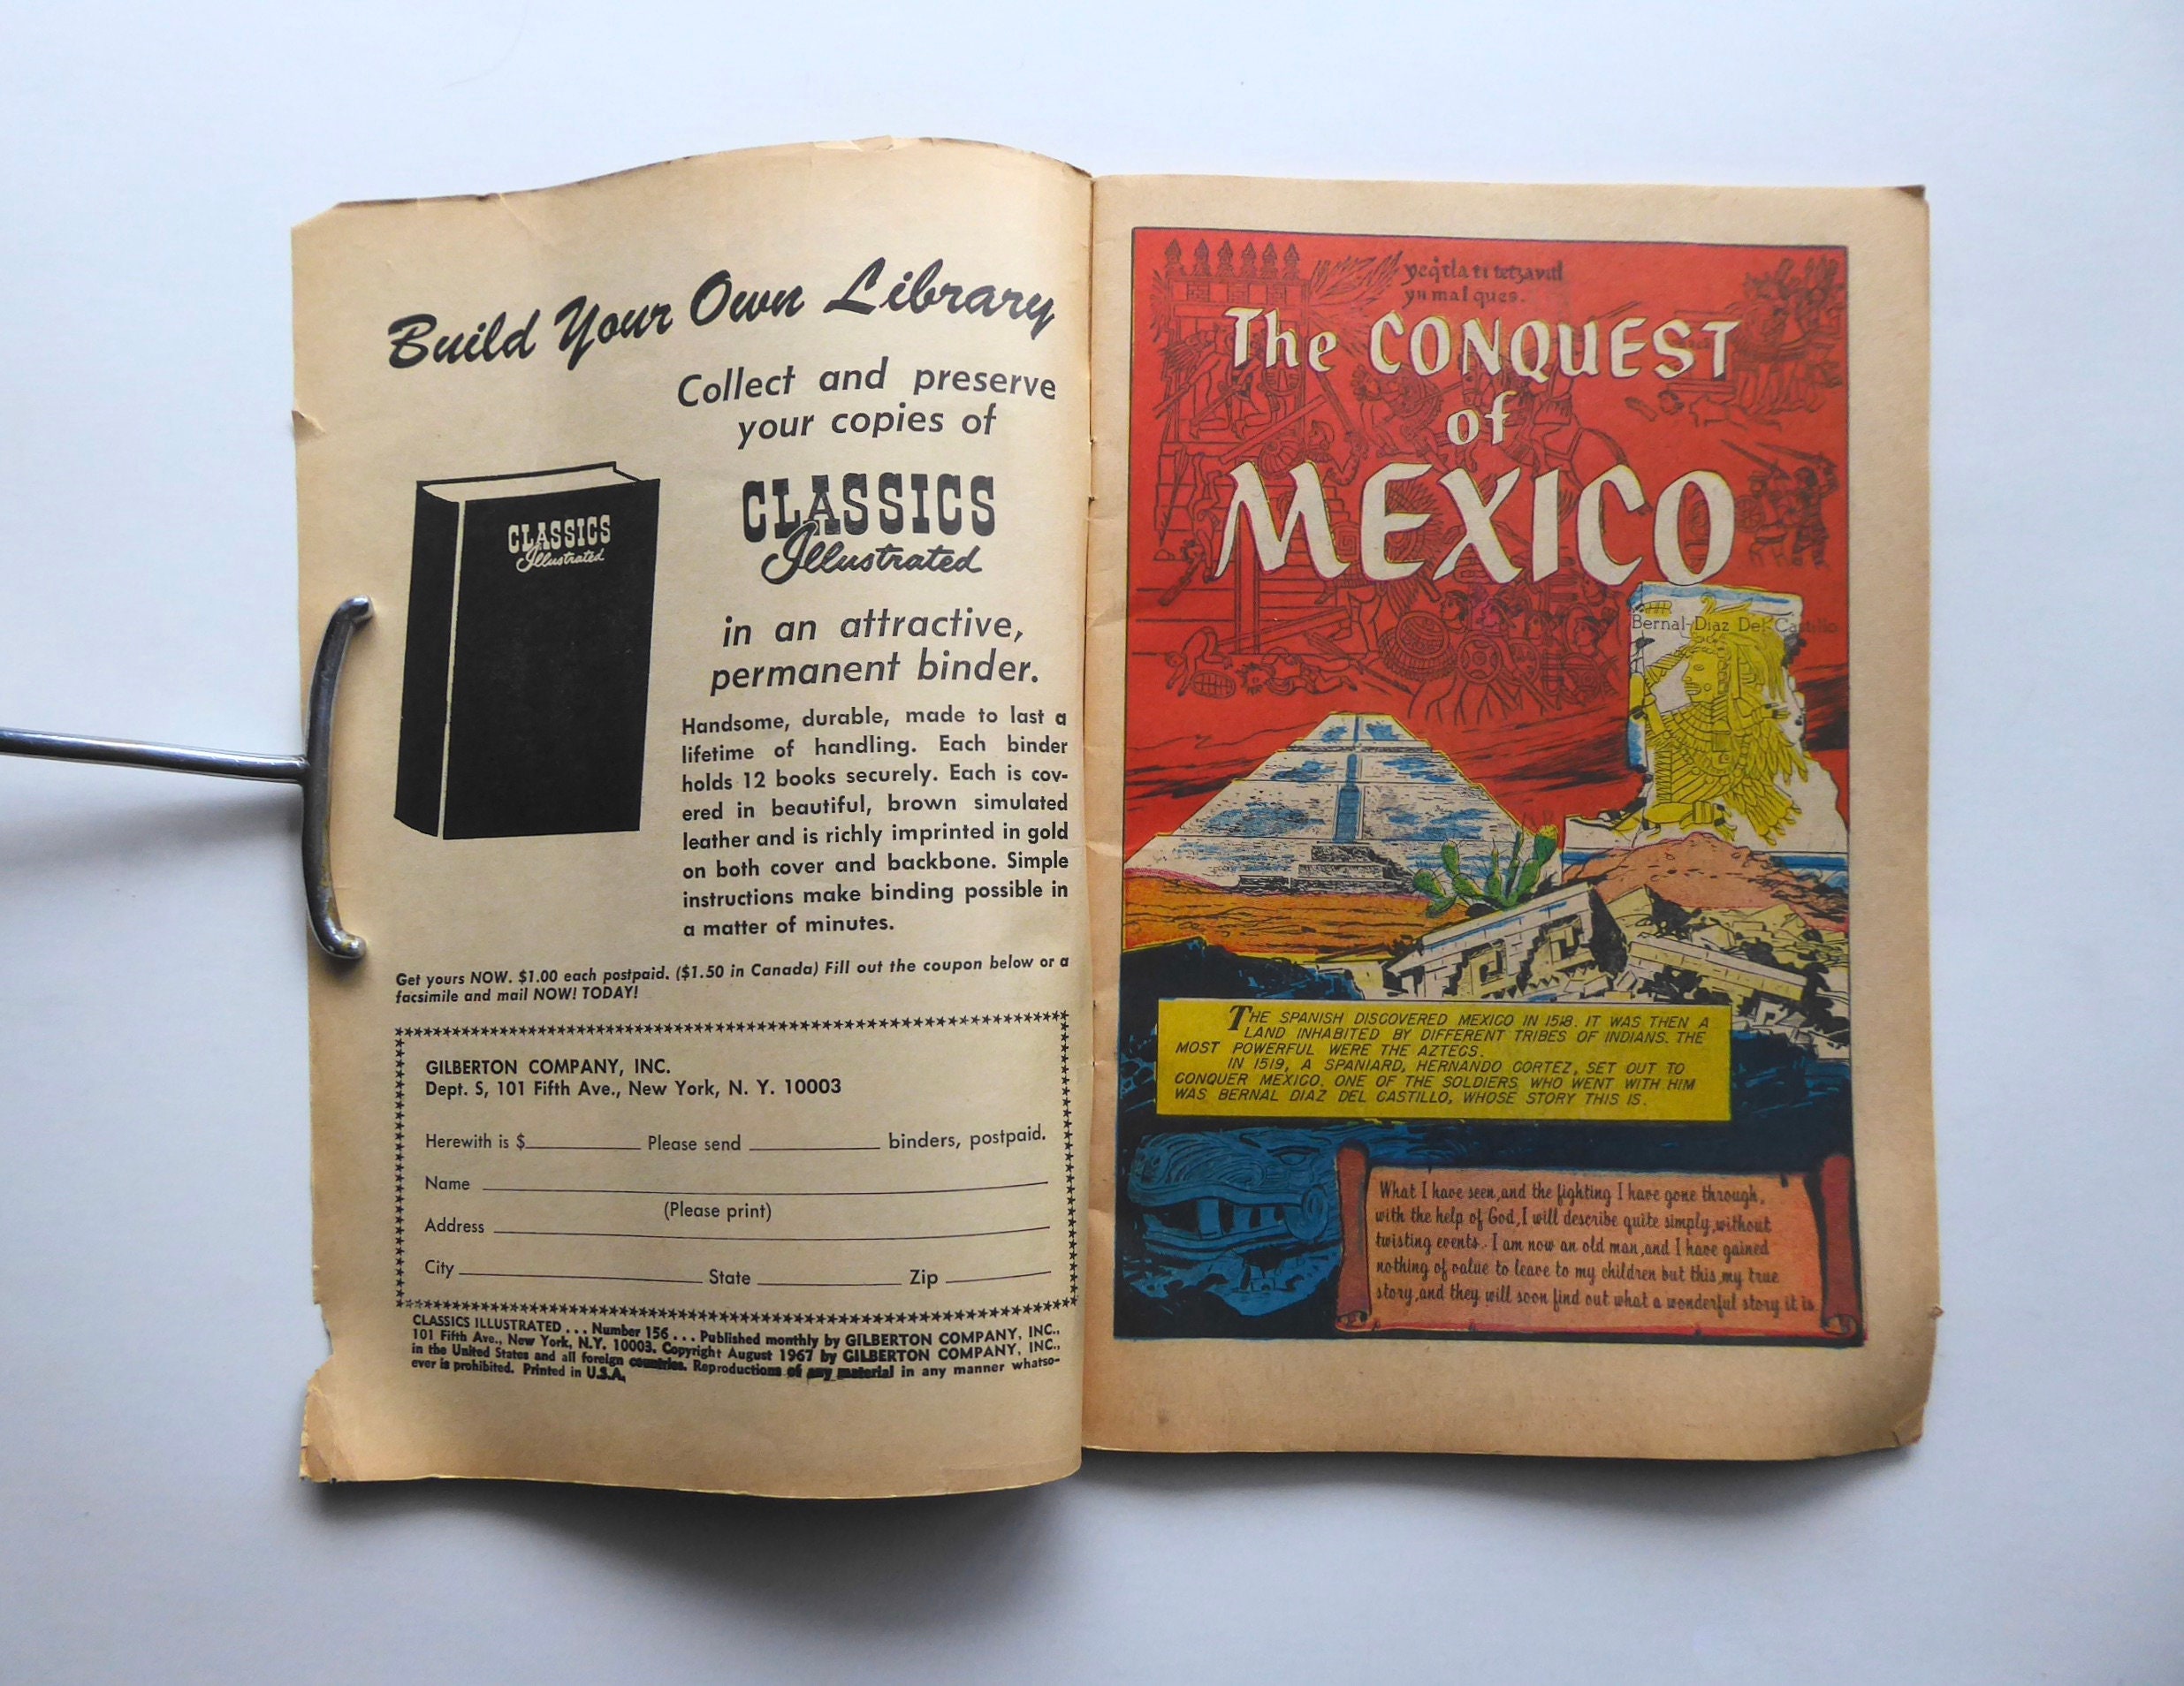 Build Your Own Library
Collect and preserve
your copies of
CLASSICS
Illustrated
CLASSICS
Illustrated
in an attractive,
permanent binder.
Handsome, durable, made to last a
lifetime of handling. Each binder
holds 12 books securely. Each is cov-
ered in beautiful, brown simulated
leather and is richly imprinted in gold
on both cover and backbone. Simple
instructions make binding possible in
a matter of minutes.
Get yours NOW. $1.00 each postpaid. ($1.50 in Canada) Fill out the coupon below or a
facsimile and mail NOW! TODAY!
GILBERTON COMPANY, INC.
Dept. S, 101 Fifth Ave., New York, N. Y. 10003
Herewith is $ Please send binders, postpaid.
Name
(Please print)
Address
City State Zip
CLASSICS ILLUSTRATED . . . Number 156 . . . Published monthly by GILBERTON COMPANY, INC.,
101 Fifth Ave., New York, N.Y. 10003. Copyright August 1967 by GILBERTON COMPANY, INC.,
in the United States and all foreign countries. Reproductions of any material in any manner whatso-
ever is prohibited. Printed in U.S.A.
yn mal ques.
The CONQUEST
of
MEXICO
Bernal Diaz Del Castillo
THE SPANISH DISCOVERED MEXICO IN 1518. IT WAS THEN A
LAND INHABITED BY DIFFERENT TRIBES OF INDIANS. THE
MOST POWERFUL WERE THE AZTECS.
IN 1519, A SPANIARD, HERNANDO CORTEZ, SET OUT TO
CONQUER MEXICO. ONE OF THE SOLDIERS WHO WENT WITH HIM
WAS BERNAL DIAZ DEL CASTILLO, WHOSE STORY THIS IS.
What I have seen, and the fighting I have gone through,
with the help of God, I will describe quite simply, without
twisting events. I am now an old man, and I have gained
nothing of value to leave to my children but this, my true
story, and they will soon find out what a wonderful story it is.